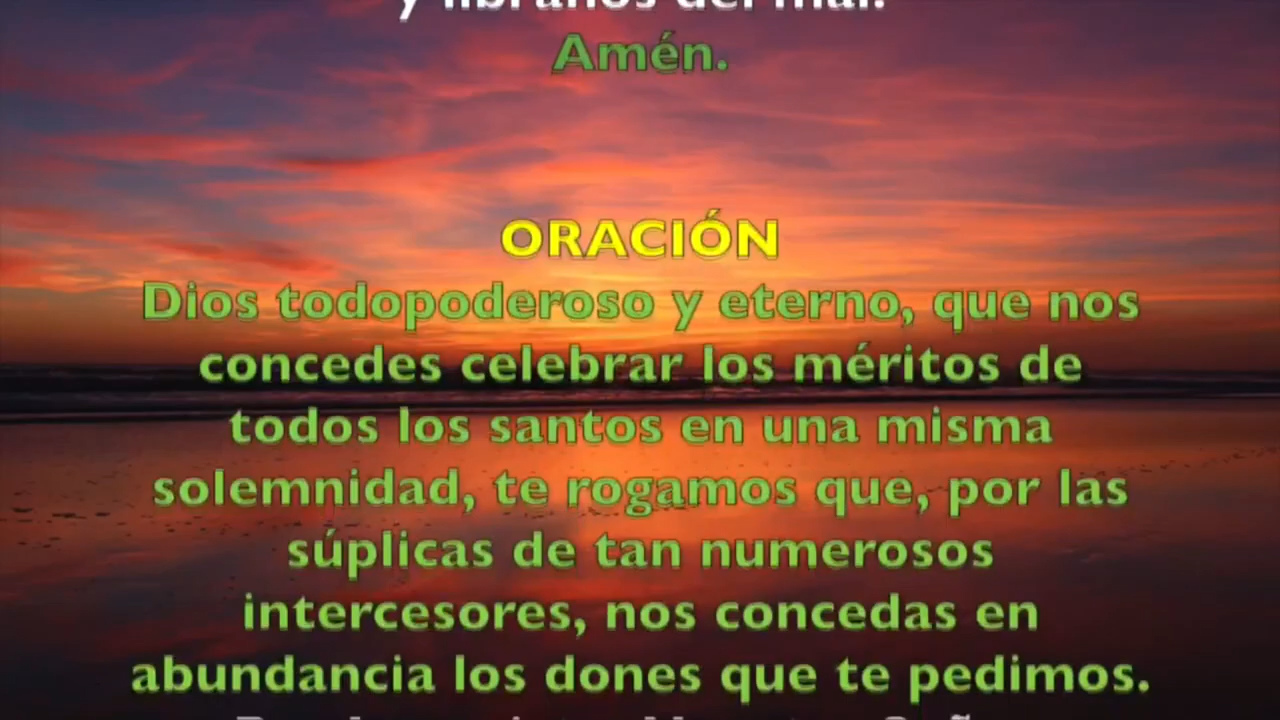 y líbranos del mal.
Amén.
ORACIÓN
Dios todopoderoso y eterno, que nos
concedes celebrar los méritos de
todos los santos en una misma
solemnidad, te rogamos que, por las
súplicas de tan numerosos
intercesores, nos concedas en
abundancia los dones que te pedimos.